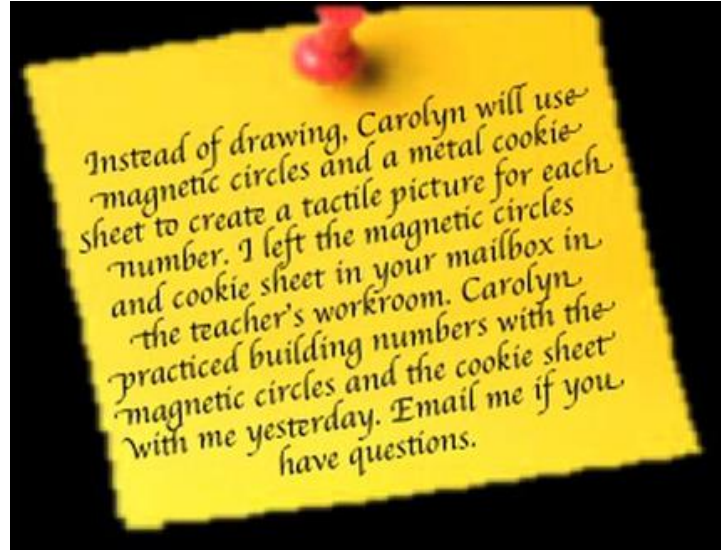 Instead of drawing, Carolyn will use
magnetic circles and a metal cookie
sheet to create a tactile picture for each
number. I left the magnetic circles
and cookie sheet in your mailbox in
the teacher's workroom. Carolyn
practiced building numbers with the
magnetic circles and the cookie sheet
with me yesterday. Email me if you
have questions.